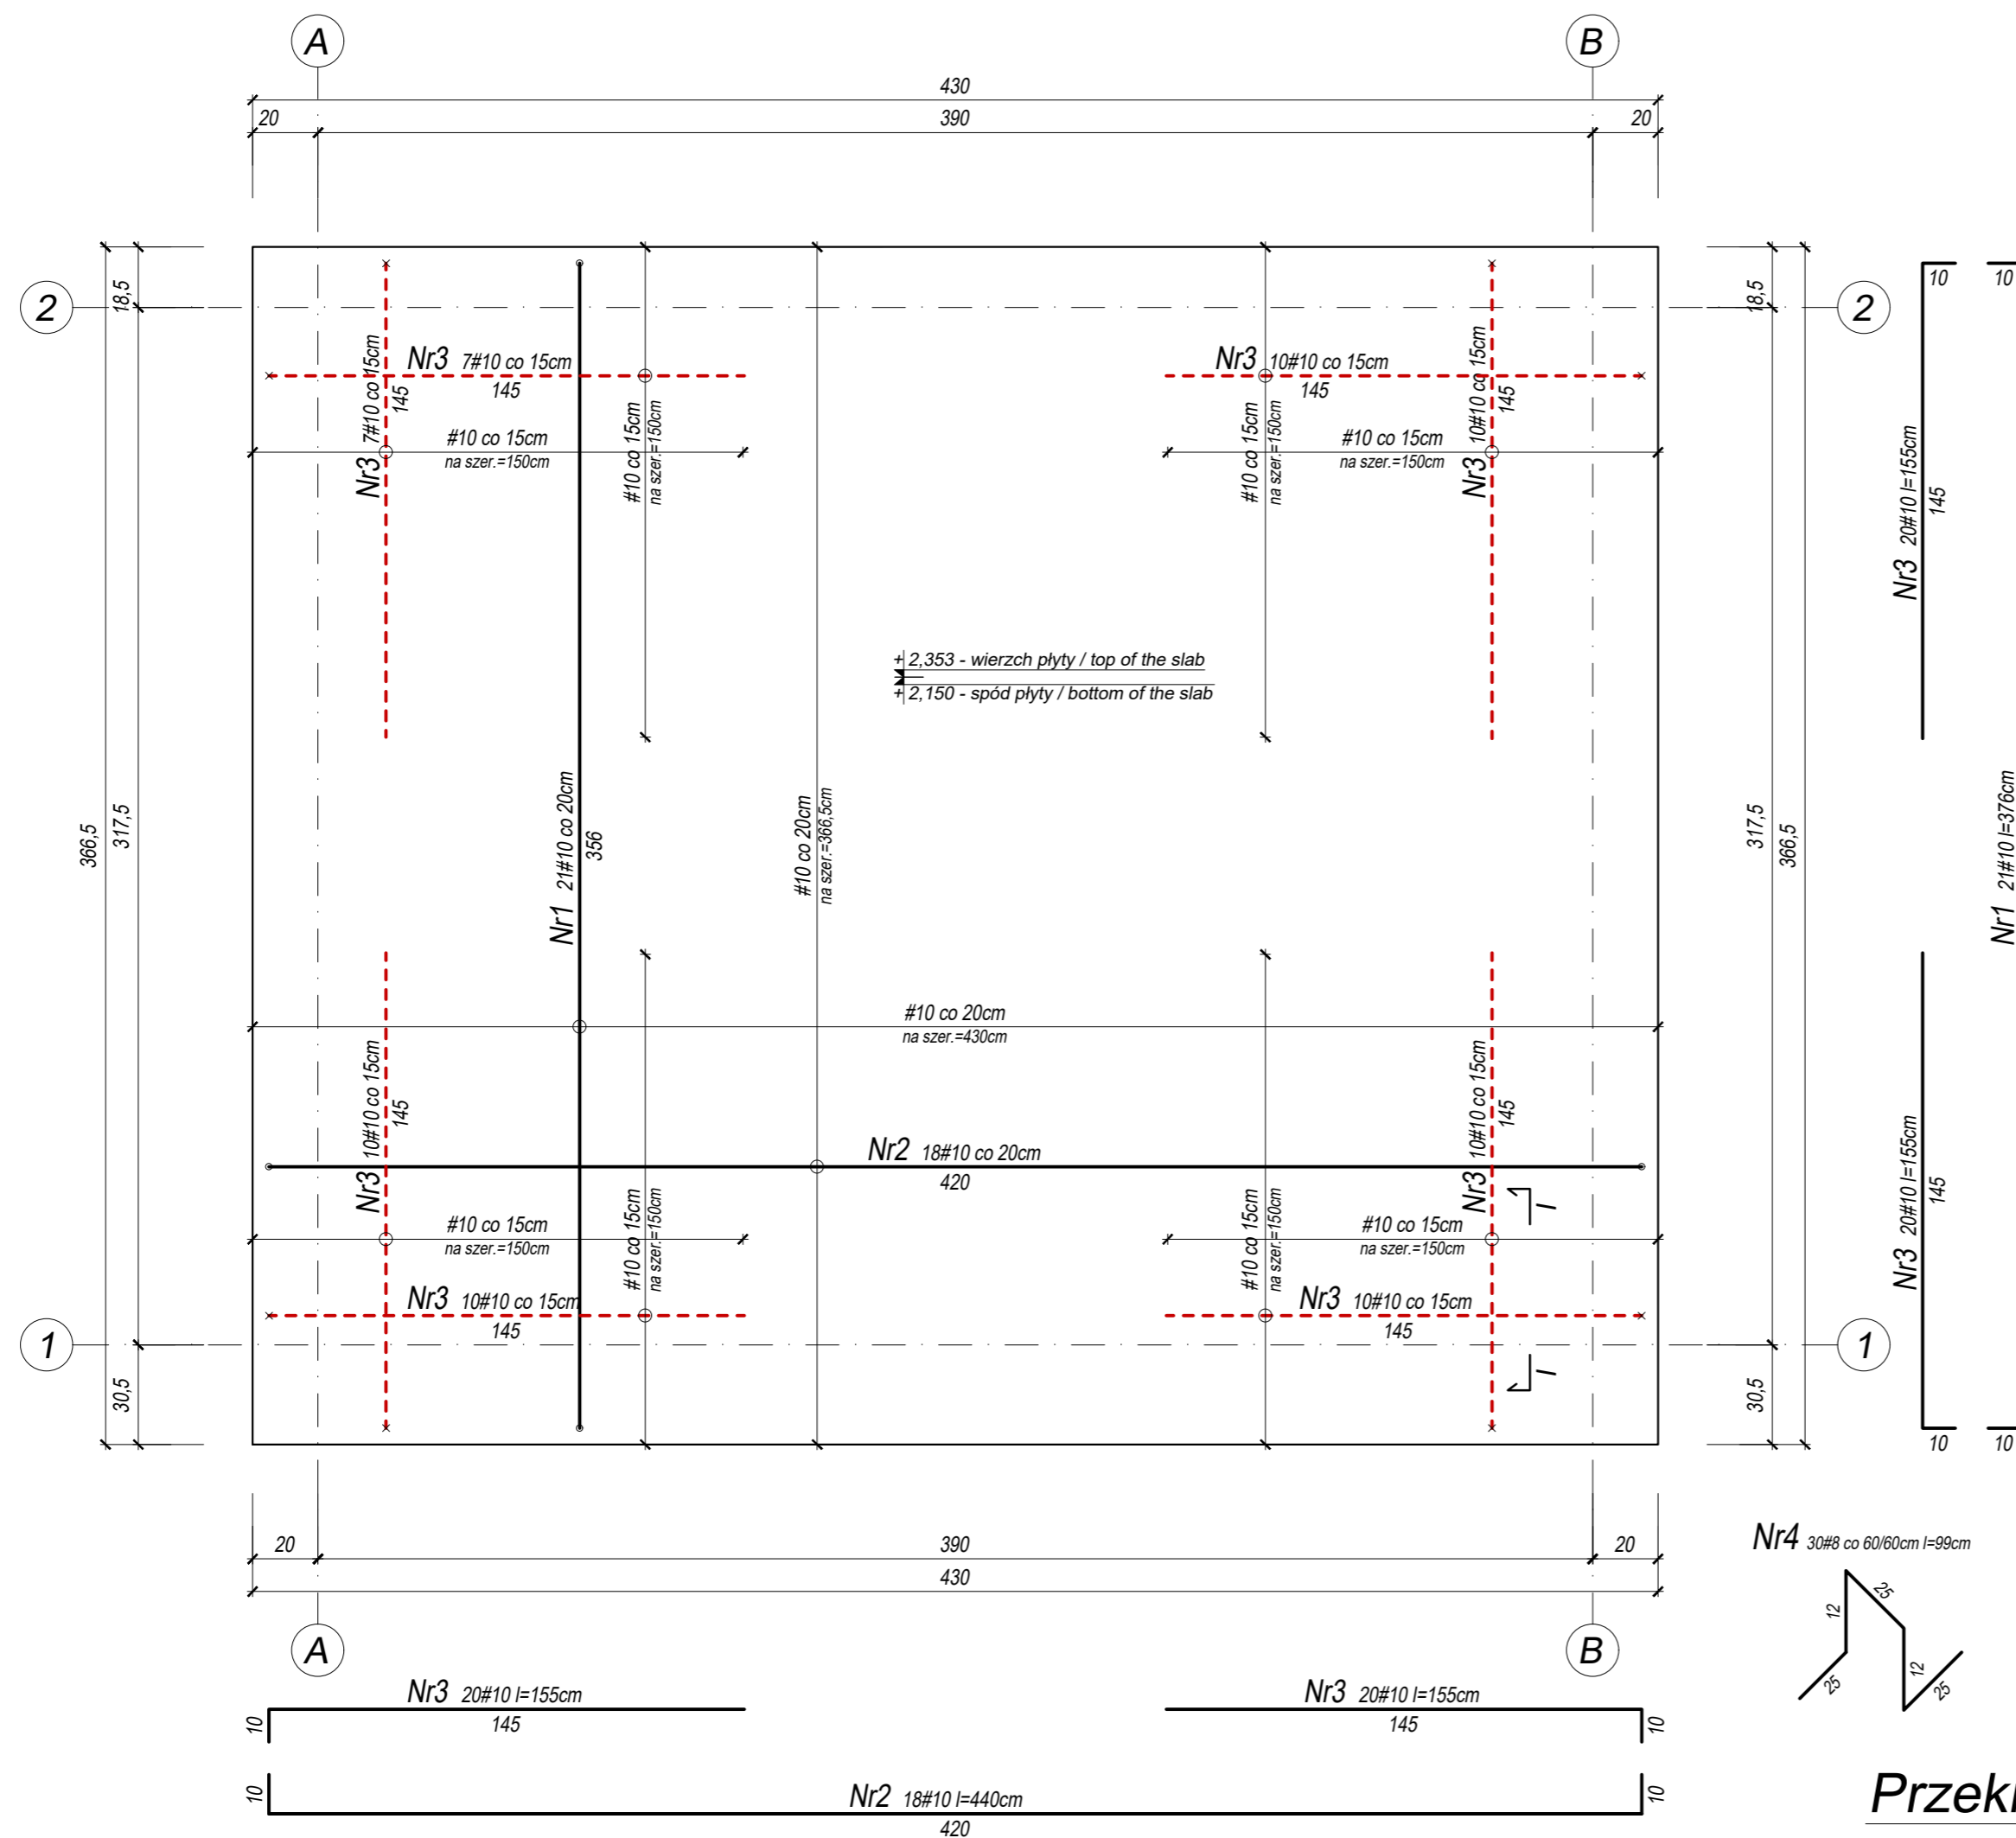 A B
430
20 390 20
18,5 18,5
2 2
10 10
Nr3 7#10 co 15cm
145
Nr3 10#10 co 15cm
145
Nr3 7#10 co 15cm
145
Nr3 10#10 co 15cm
145
#10 co 15cm
na szer.=150cm
#10 co 15cm
na szer.=150cm
#10 co 15cm
na szer.=150cm
#10 co 15cm
na szer.=150cm
Nr3 20#10 l=155cm
145
+ 2,353 - wierzch płyty / top of the slab
+ 2,150 - spód płyty / bottom of the slab
366,5
317,5
Nr1 21#10 co 20cm
356
#10 co 20cm
na szer.=366,5cm
317,5
366,5
Nr1 21#10 l=376cm
#10 co 20cm
na szer.=430cm
Nr3 10#10 co 15cm
145
Nr3 10#10 co 15cm
145
Nr2 18#10 co 20cm
420
I
#10 co 15cm
na szer.=150cm
#10 co 15cm
na szer.=150cm
#10 co 15cm
na szer.=150cm
#10 co 15cm
na szer.=150cm
Nr3 20#10 l=155cm
145
Nr3 10#10 co 15cm
145
Nr3 10#10 co 15cm
145
1 1
I
30,5 30,5
10 10
20 390 20
430
A B
Nr4 30#8 co 60/60cm l=99cm
25
12
12
25
25
Nr3 20#10 l=155cm
145
10
Nr3 20#10 l=155cm
145
10
10
Nr2 18#10 l=440cm
420
10